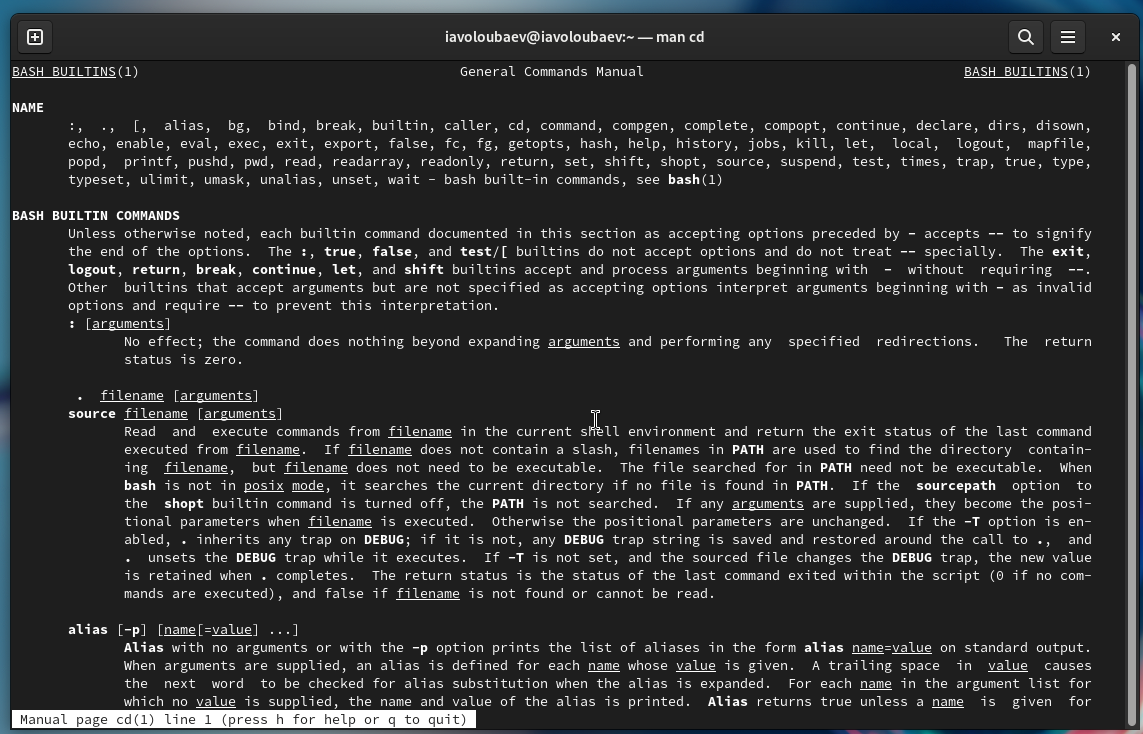 iavoloubaev@iavoloubaev:~ — man cd
BASH BUILTINS(1) General Commands Manual BASH BUILTINS(1)
NAME
:, ., [, alias, bg, bind, break, builtin, caller, cd, command, compgen, complete, compopt, continue, declare, dirs, disown,
echo, enable, eval, exec, exit, export, false, fc, fg, getopts, hash, help, history, jobs, kill, let, local, logout, mapfile,
popd, printf, pushd, pwd, read, readarray, readonly, return, set, shift, shopt, source, suspend, test, times, trap, true, type,
typeset, ulimit, umask, unalias, unset, wait - bash built-in commands, see bash(1)
BASH BUILTIN COMMANDS
Unless otherwise noted, each builtin command documented in this section as accepting options preceded by - accepts -- to signify
the end of the options. The :, true, false, and test/[ builtins do not accept options and do not treat -- specially. The exit,
logout, return, break, continue, let, and shift builtins accept and process arguments beginning with - without requiring --.
Other builtins that accept arguments but are not specified as accepting options interpret arguments beginning with - as invalid
options and require -- to prevent this interpretation.
: [arguments]
No effect; the command does nothing beyond expanding arguments and performing any specified redirections. The return
status is zero.
. filename [arguments]
source filename [arguments]
Read and execute commands from filename in the current shell environment and return the exit status of the last command
executed from filename. If filename does not contain a slash, filenames in PATH are used to find the directory contain-
ing filename, but filename does not need to be executable. The file searched for in PATH need not be executable. When
bash is not in posix mode, it searches the current directory if no file is found in PATH. If the sourcepath option to
the shopt builtin command is turned off, the PATH is not searched. If any arguments are supplied, they become the posi-
tional parameters when filename is executed. Otherwise the positional parameters are unchanged. If the -T option is en-
abled, . inherits any trap on DEBUG; if it is not, any DEBUG trap string is saved and restored around the call to ., and
. unsets the DEBUG trap while it executes. If -T is not set, and the sourced file changes the DEBUG trap, the new value
is retained when . completes. The return status is the status of the last command exited within the script (0 if no com-
mands are executed), and false if filename is not found or cannot be read.
alias [-p] [name[=value] ...]
Alias with no arguments or with the -p option prints the list of aliases in the form alias name=value on standard output.
When arguments are supplied, an alias is defined for each name whose value is given. A trailing space in value causes
the next word to be checked for alias substitution when the alias is expanded. For each name in the argument list for
which no value is supplied, the name and value of the alias is printed. Alias returns true unless a name is given for
Manual page cd(1) line 1 (press h for help or q to quit)